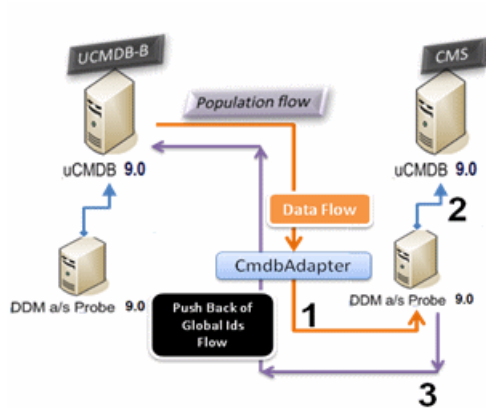 UCMDB-B
CMS
Population flow
uCMDB 9.0
uCMDB 9.0
Data Flow
2
CmdbAdapter
DDM a/s Probe 9.0
DDM a/s Probe 9.0
Push Back of
Global Ids
Flow
1
3